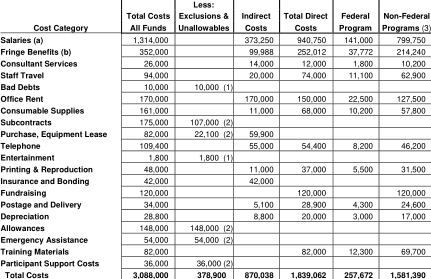 Less:
Total Costs Exclusions & Indirect Total Direct Federal Non-Federal
Cost Category All Funds Unallowables Costs Costs Program Programs (3)
Salaries (a) 1,314,000 373,250 940,750 141,000 799,750
Fringe Benefits (b) 352,000 99,988 252,012 37,772 214,240
Consultant Services 26,000 14,000 12,000 1,800 10,200
Staff Travel 94,000 20,000 74,000 11,100 62,900
Bad Debts 10,000 10,000 (1)
Office Rent 170,000 170,000 150,000 22,500 127,500
Consumable Supplies 161,000 11,000 68,000 10,200 57,800
Subcontracts 175,000 107,000 (2)
Purchase, Equipment Lease 82,000 22,100 (2) 59,900
Telephone 109,400 55,000 54,400 8,200 46,200
Entertainment 1,800 1,800 (1)
Printing & Reproduction 48,000 11,000 37,000 5,500 31,500
Insurance and Bonding 42,000 42,000
Fundraising 120,000 120,000 120,000
Postage and Delivery 34,000 5,100 28,900 4,300 24,600
Depreciation 28,800 8,800 20,000 3,000 17,000
Allowances 148,000 148,000 (2)
Emergency Assistance 54,000 54,000 (2)
Training Materials 82,000 82,000 12,300 69,700
Participant Support Costs 36,000 36,000 (2)
Total Costs 3,088,000 378,900 870,038 1,839,062 257,672 1,581,390